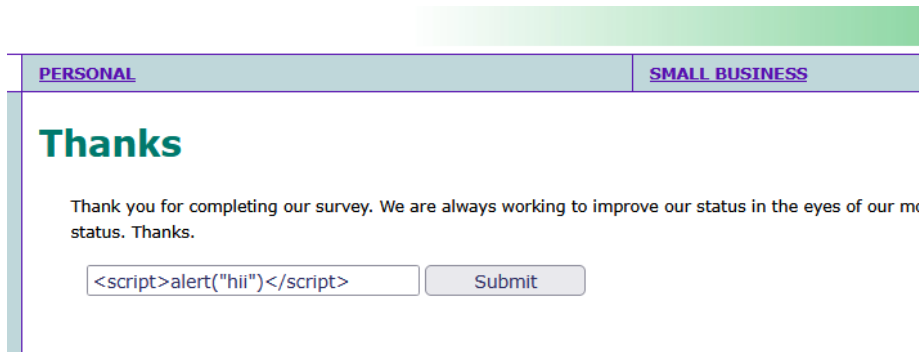 PERSONAL
SMALL BUSINESS
Thanks
Thank you for completing our survey. We are always working to improve our status in the eyes of our
status. Thanks.
<script>alert("hii")</script>
Submit